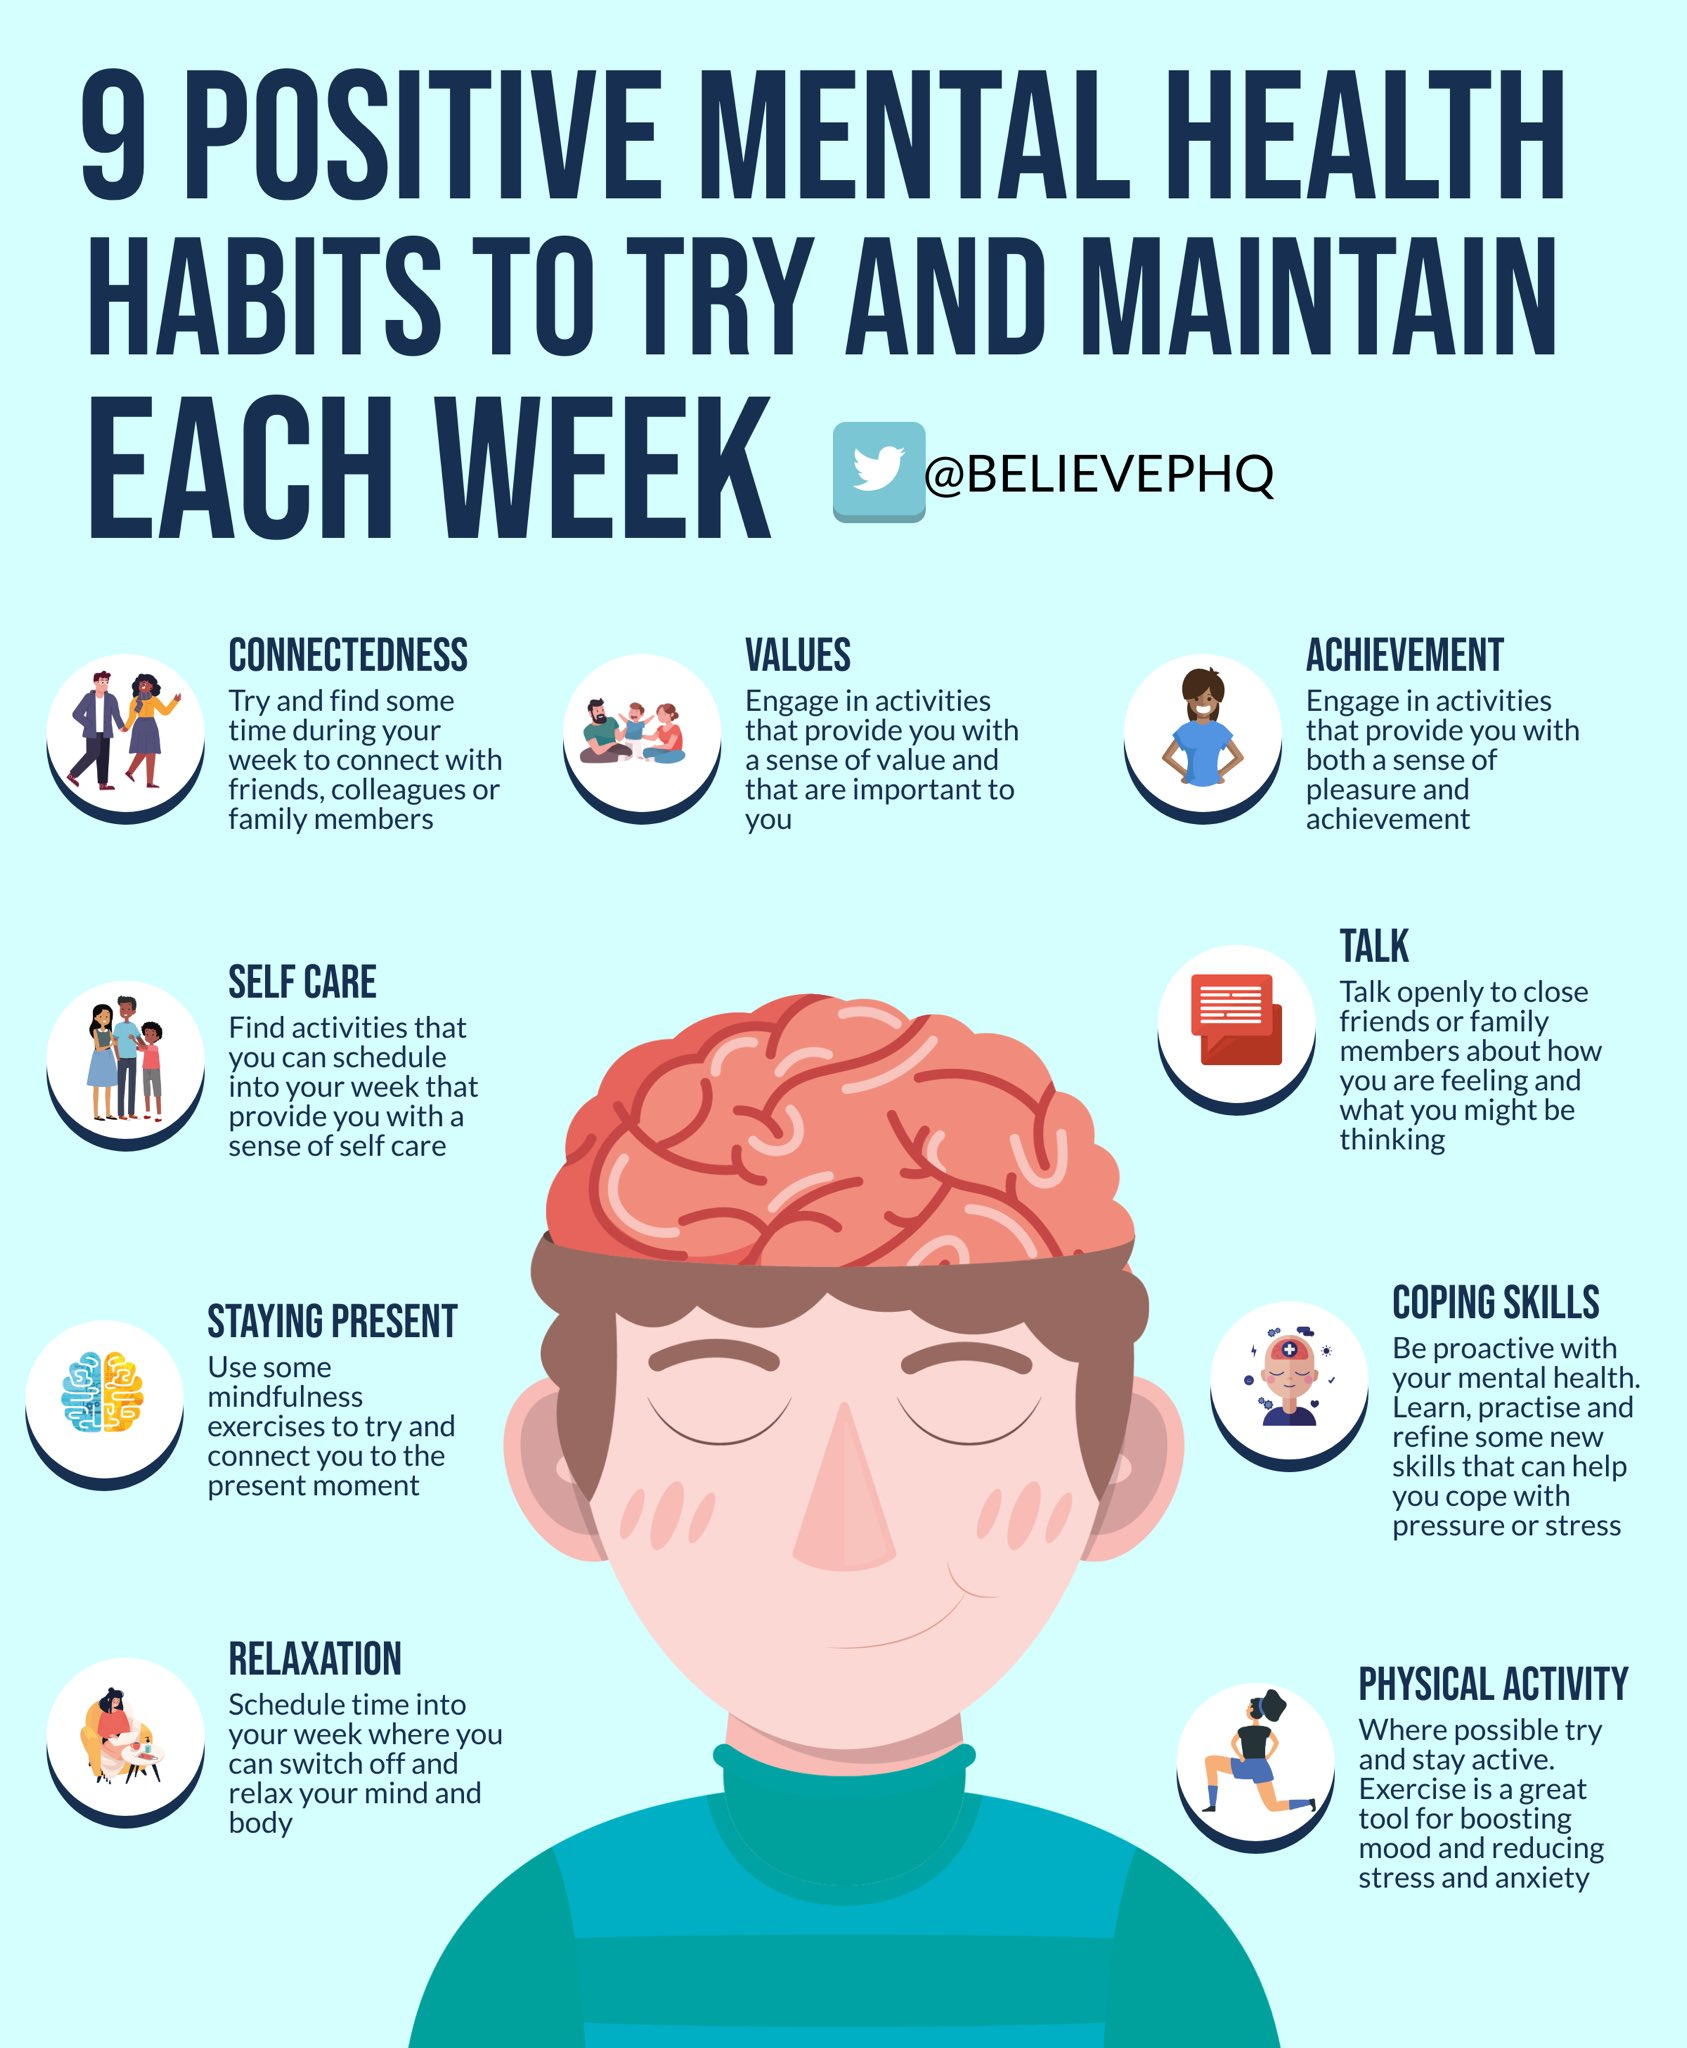 9 POSITIVE MENTAL HEALTH
HABITS TO TRY AND MAINTAIN
EACH WEEK
@BELIEVEPHQ
CONNECTEDNESS
Try and find some
time during your
week to connect with
friends, colleagues or
family members
VALUES
Engage in activities
that provide you with
a sense of value and
that are important to
you
ACHIEVEMENT
Engage in activities
that provide you with
both a sense of
pleasure and
achievement
SELF CARE
Find activities that
you can schedule
into your week that
provide you with a
sense of self care
TALK
Talk openly to close
friends or family
members about how
you are feeling and
what you might be
thinking
STAYING PRESENT
Use some
mindfulness
exercises to try and
connect you to the
present moment
COPING SKILLS
Be proactive with
your mental health.
Learn, practise and
refine some new
skills that can help
you cope with
pressure or stress
RELAXATION
Schedule time into
your week where you
can switch off and
relax your mind and
body
PHYSICAL ACTIVITY
Where possible try
and stay active.
Exercise is a great
tool for boosting
mood and reducing
stress and anxiety